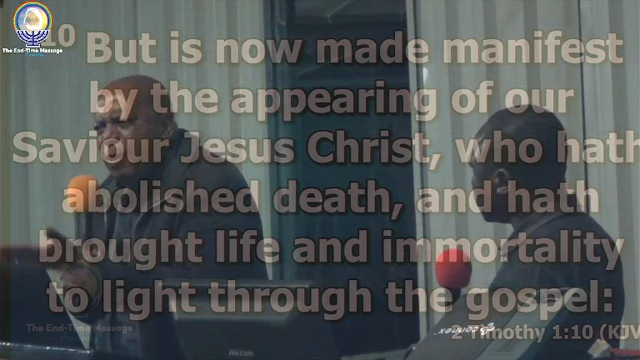 The End-Time Message
10 But is now made manifest
by the appearing of our
Saviour Jesus Christ, who hath
abolished death, and hath
brought life and immortality
to light through the gospel:
The End-Time Message
2 Timothy 1:10 (KJV